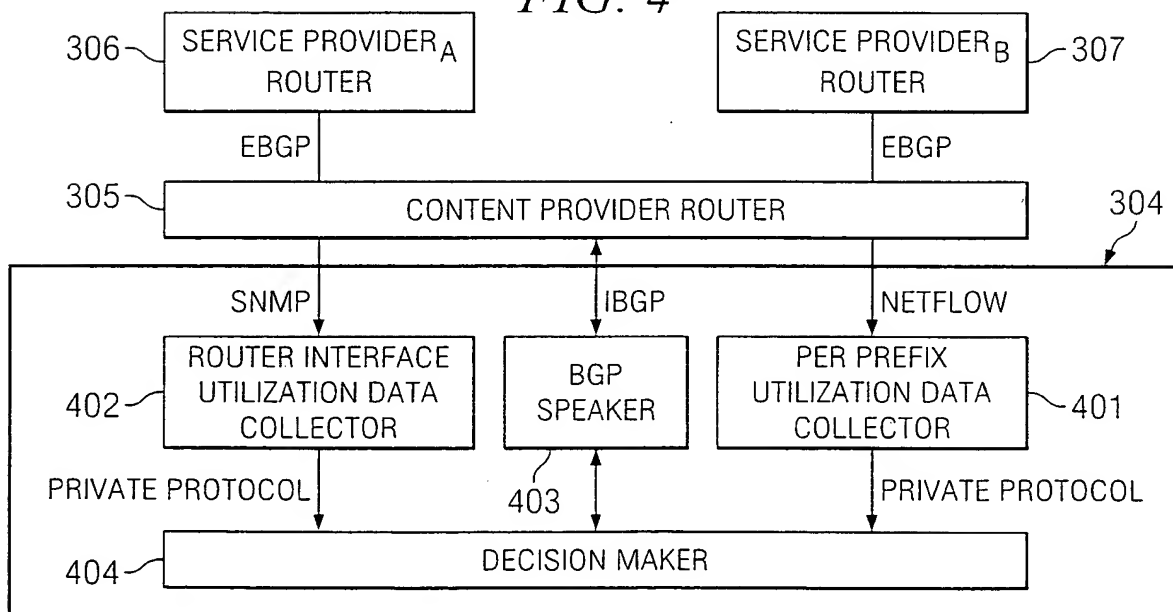 FIG. 4
306
SERVICE PROVIDER A
ROUTER
SERVICE PROVIDER B
ROUTER
307
EBGP
EBGP
305
CONTENT PROVIDER ROUTER
304
SNMP
IBGP
NETFLOW
402
ROUTER INTERFACE
UTILIZATION DATA
COLLECTOR
BGP
SPEAKER
PER PREFIX
UTILIZATION DATA
COLLECTOR
401
PRIVATE PROTOCOL
403
PRIVATE PROTOCOL
404
DECISION MAKER